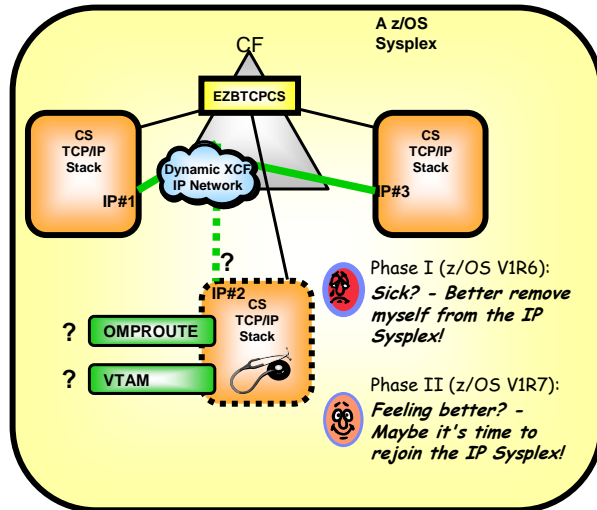 A z/OS
Sysplex
CF
EZBTCPCS
CS
TCP/IP
Stack
IP#1
Dynamic XCF
IP Network
CS
TCP/IP
Stack
IP#3
?
IP#2
CS
TCP/IP
Stack
? OMPROUTE
? VTAM
Phase I (z/OS V1R6):
Sick? - Better remove
myself from the IP
Sysplex!
Phase II (z/OS V1R7):
Feeling better? -
Maybe it's time to
rejoin the IP Sysplex!